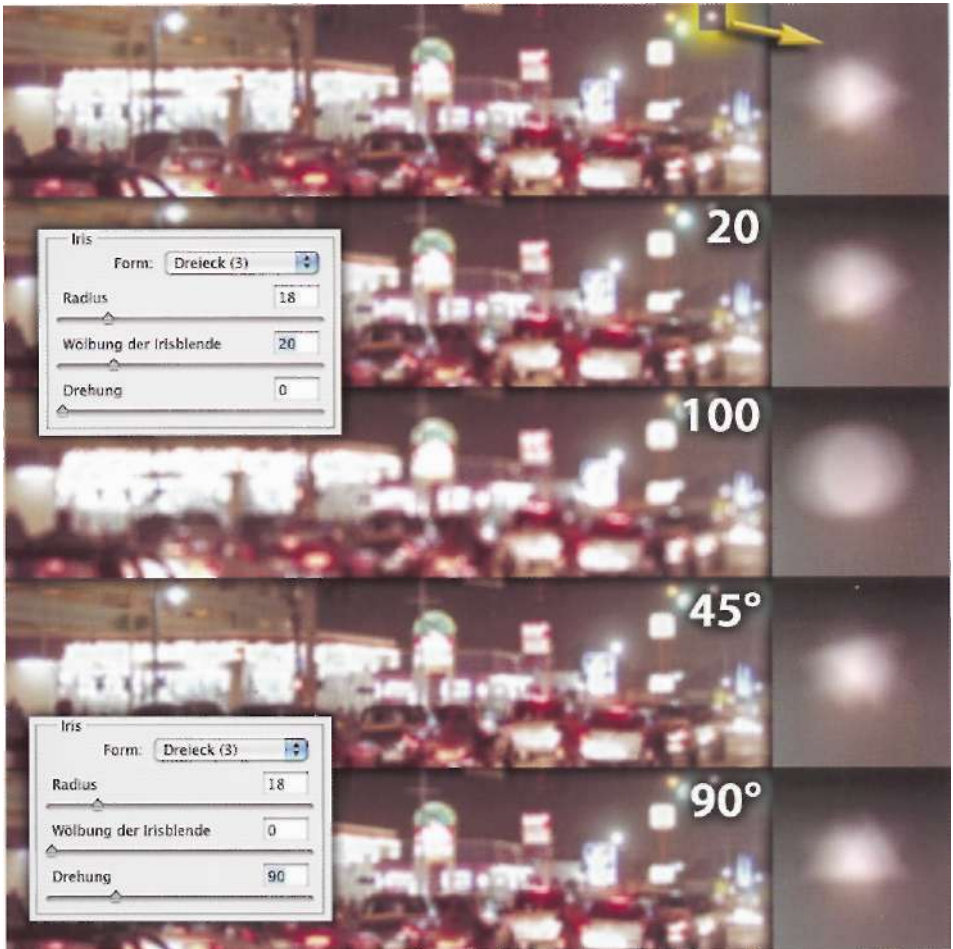 20
Iris
Form: Dreieck (3)
Radius 18
Wölbung der Irisblende 20
Drehung 0
100
45°
Iris
Form: Dreieck (3)
Radius 18
Wölbung der Irisblende 0
Drehung 90
90°